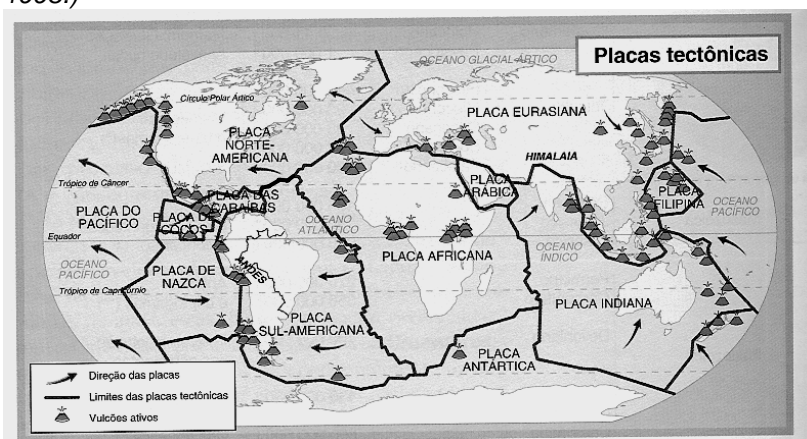 1998.)
Placas tectônicas
OCEANO GLACIAL ÁRTICO
Círculo Polar Ártico
PLACA
NORTE-
AMERICANA
PLACA EURASIANA
HIMALAIA
Trópico de Câncer
PLACA DAS
CARAÍBAS
PLACA
ARÁBICA
PLACA
FILIPINA
PLACA DO
PACÍFICO
PLACA DE
COCOS
OCEANO
ATLÂNTICO
OCEANO
PACÍFICO
Equador
PLACA AFRICANA
OCEANO
ÍNDICO
OCEANO
PACÍFICO
PLACA DE
NAZCA
ANDES
Trópico de Capricórnio
PLACA INDIANA
PLACA
SUL-AMERICANA
PLACA
ANTÁRTICA
Direção das placas
Limites das placas tectônicas
Vulcões ativos